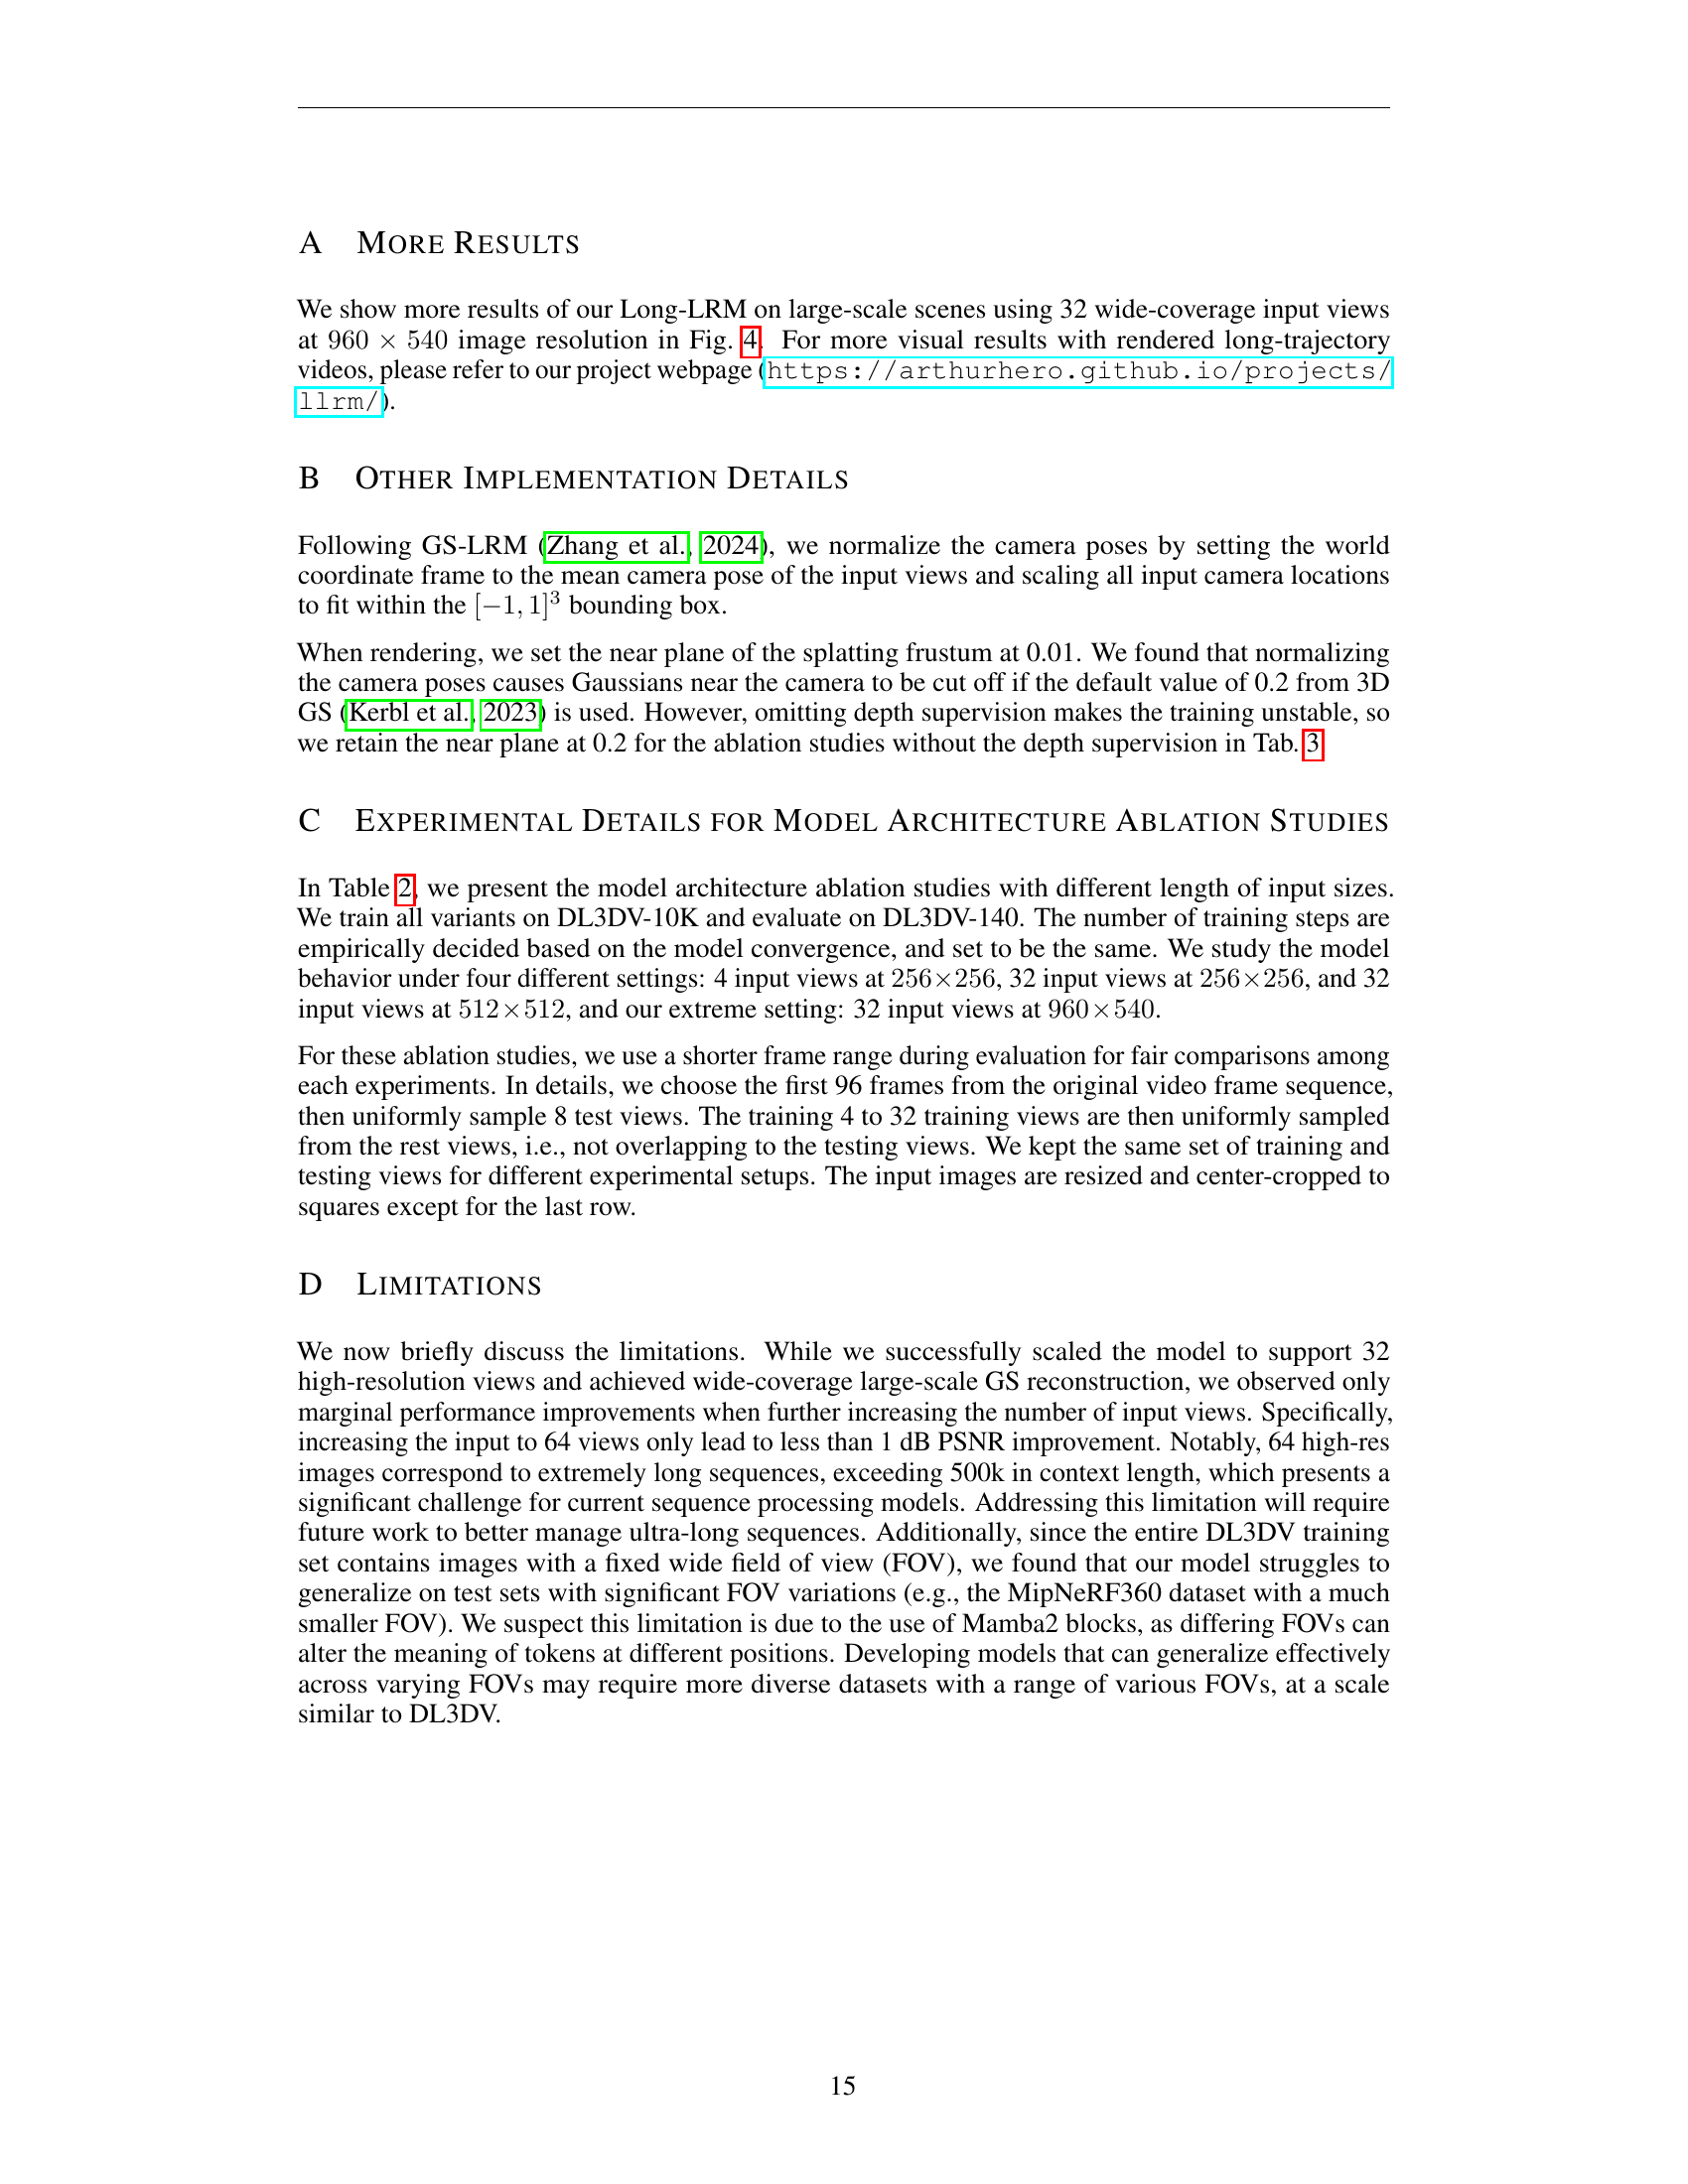 A MORE RESULTS
We show more results of our Long-LRM on large-scale scenes using 32 wide-coverage input views
at 960 × 540 image resolution in Fig. 4. For more visual results with rendered long-trajectory
videos, please refer to our project webpage (https://arthurhero.github.io/projects/
llrm/).
B OTHER IMPLEMENTATION DETAILS
Following GS-LRM (Zhang et al., 2024), we normalize the camera poses by setting the world
coordinate frame to the mean camera pose of the input views and scaling all input camera locations
to fit within the [−1, 1]³ bounding box.
When rendering, we set the near plane of the splatting frustum at 0.01. We found that normalizing
the camera poses causes Gaussians near the camera to be cut off if the default value of 0.2 from 3D
GS (Kerbl et al., 2023) is used. However, omitting depth supervision makes the training unstable, so
we retain the near plane at 0.2 for the ablation studies without the depth supervision in Tab. 3
C EXPERIMENTAL DETAILS FOR MODEL ARCHITECTURE ABLATION STUDIES
In Table 2, we present the model architecture ablation studies with different length of input sizes.
We train all variants on DL3DV-10K and evaluate on DL3DV-140. The number of training steps are
empirically decided based on the model convergence, and set to be the same. We study the model
behavior under four different settings: 4 input views at 256×256, 32 input views at 256×256, and 32
input views at 512×512, and our extreme setting: 32 input views at 960×540.
For these ablation studies, we use a shorter frame range during evaluation for fair comparisons among
each experiments. In details, we choose the first 96 frames from the original video frame sequence,
then uniformly sample 8 test views. The training 4 to 32 training views are then uniformly sampled
from the rest views, i.e., not overlapping to the testing views. We kept the same set of training and
testing views for different experimental setups. The input images are resized and center-cropped to
squares except for the last row.
D LIMITATIONS
We now briefly discuss the limitations. While we successfully scaled the model to support 32
high-resolution views and achieved wide-coverage large-scale GS reconstruction, we observed only
marginal performance improvements when further increasing the number of input views. Specifically,
increasing the input to 64 views only lead to less than 1 dB PSNR improvement. Notably, 64 high-res
images correspond to extremely long sequences, exceeding 500k in context length, which presents a
significant challenge for current sequence processing models. Addressing this limitation will require
future work to better manage ultra-long sequences. Additionally, since the entire DL3DV training
set contains images with a fixed wide field of view (FOV), we found that our model struggles to
generalize on test sets with significant FOV variations (e.g., the MipNeRF360 dataset with a much
smaller FOV). We suspect this limitation is due to the use of Mamba2 blocks, as differing FOVs can
alter the meaning of tokens at different positions. Developing models that can generalize effectively
across varying FOVs may require more diverse datasets with a range of various FOVs, at a scale
similar to DL3DV.
15